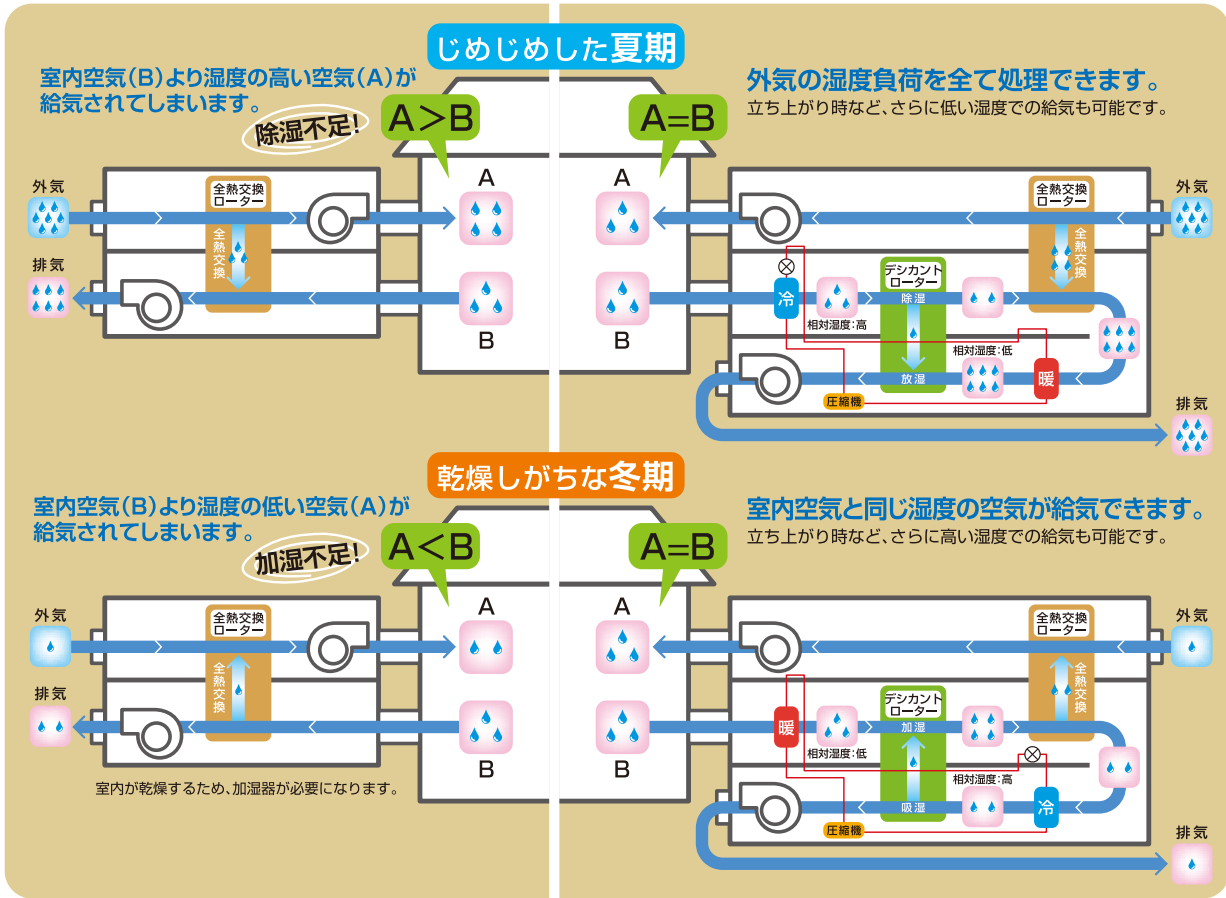 じめじめした夏期
室内空気(B)より湿度の高い空気(A)が
給気されてしまいます。
除湿不足!
A>B
外気
排気
全熱交換
ローター
全熱交換
A
B
A=B
外気の湿度負荷を全て処理できます。
立ち上がり時など、さらに低い湿度での給気も可能です。
A
B
全熱交換
ローター
全熱交換
外気
冷
相対湿度:高
デシカント
ローター
除湿
放湿
相対湿度:低
暖
圧縮機
排気
乾燥しがちな冬期
室内空気(B)より湿度の低い空気(A)が
給気されてしまいます。
加湿不足!
A<B
外気
排気
全熱交換
ローター
全熱交換
A
B
室内が乾燥するため、加湿器が必要になります。
A=B
室内空気と同じ湿度の空気が給気できます。
立ち上がり時など、さらに高い湿度での給気も可能です。
A
B
全熱交換
ローター
全熱交換
外気
暖
相対湿度:低
デシカント
ローター
加湿
吸湿
相対湿度:高
冷
圧縮機
排気